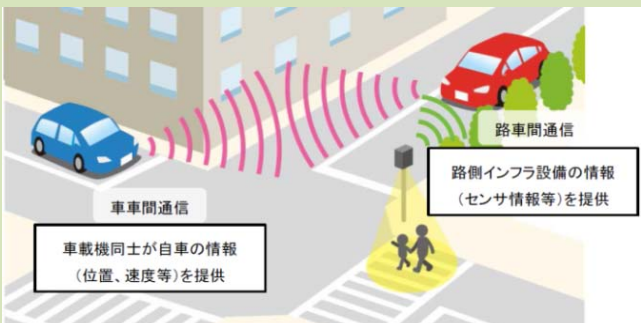 路車間通信
路側インフラ設備の情報
（センサ情報等）を提供
車車間通信
車載機同士が自車の情報
（位置、速度等）を提供